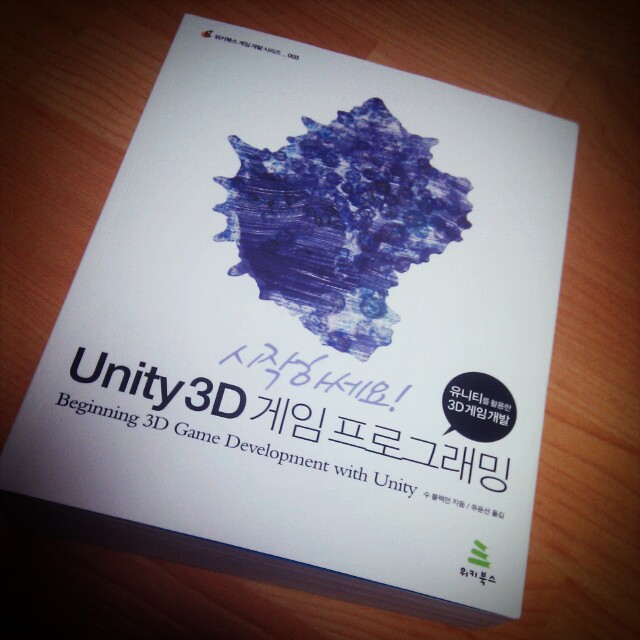 위키북스 게임 개발 시리즈 _ 003
시작하세요!
Unity 3D 게임 프로그래밍
Beginning 3D Game Development with Unity
유니티를 활용한
3D 게임 개발
수 블랙먼 지음 / 유윤선 옮김
위키북스